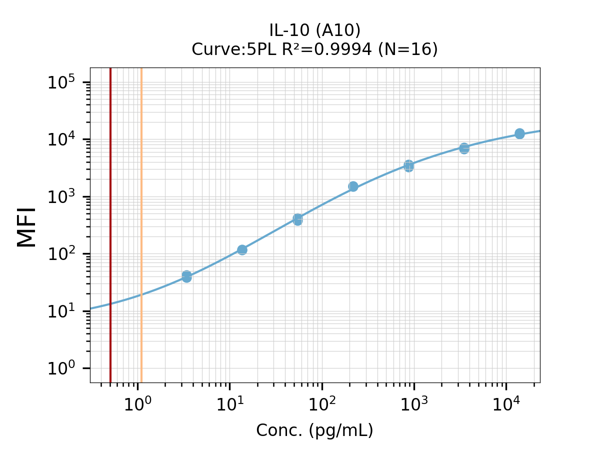 IL-10 (A10)
Curve:5PL R²=0.9994 (N=16)
MFI
10⁵
10⁴
10³
10²
10¹
10⁰
10⁰ 10¹ 10² 10³ 10⁴
Conc. (pg/mL)